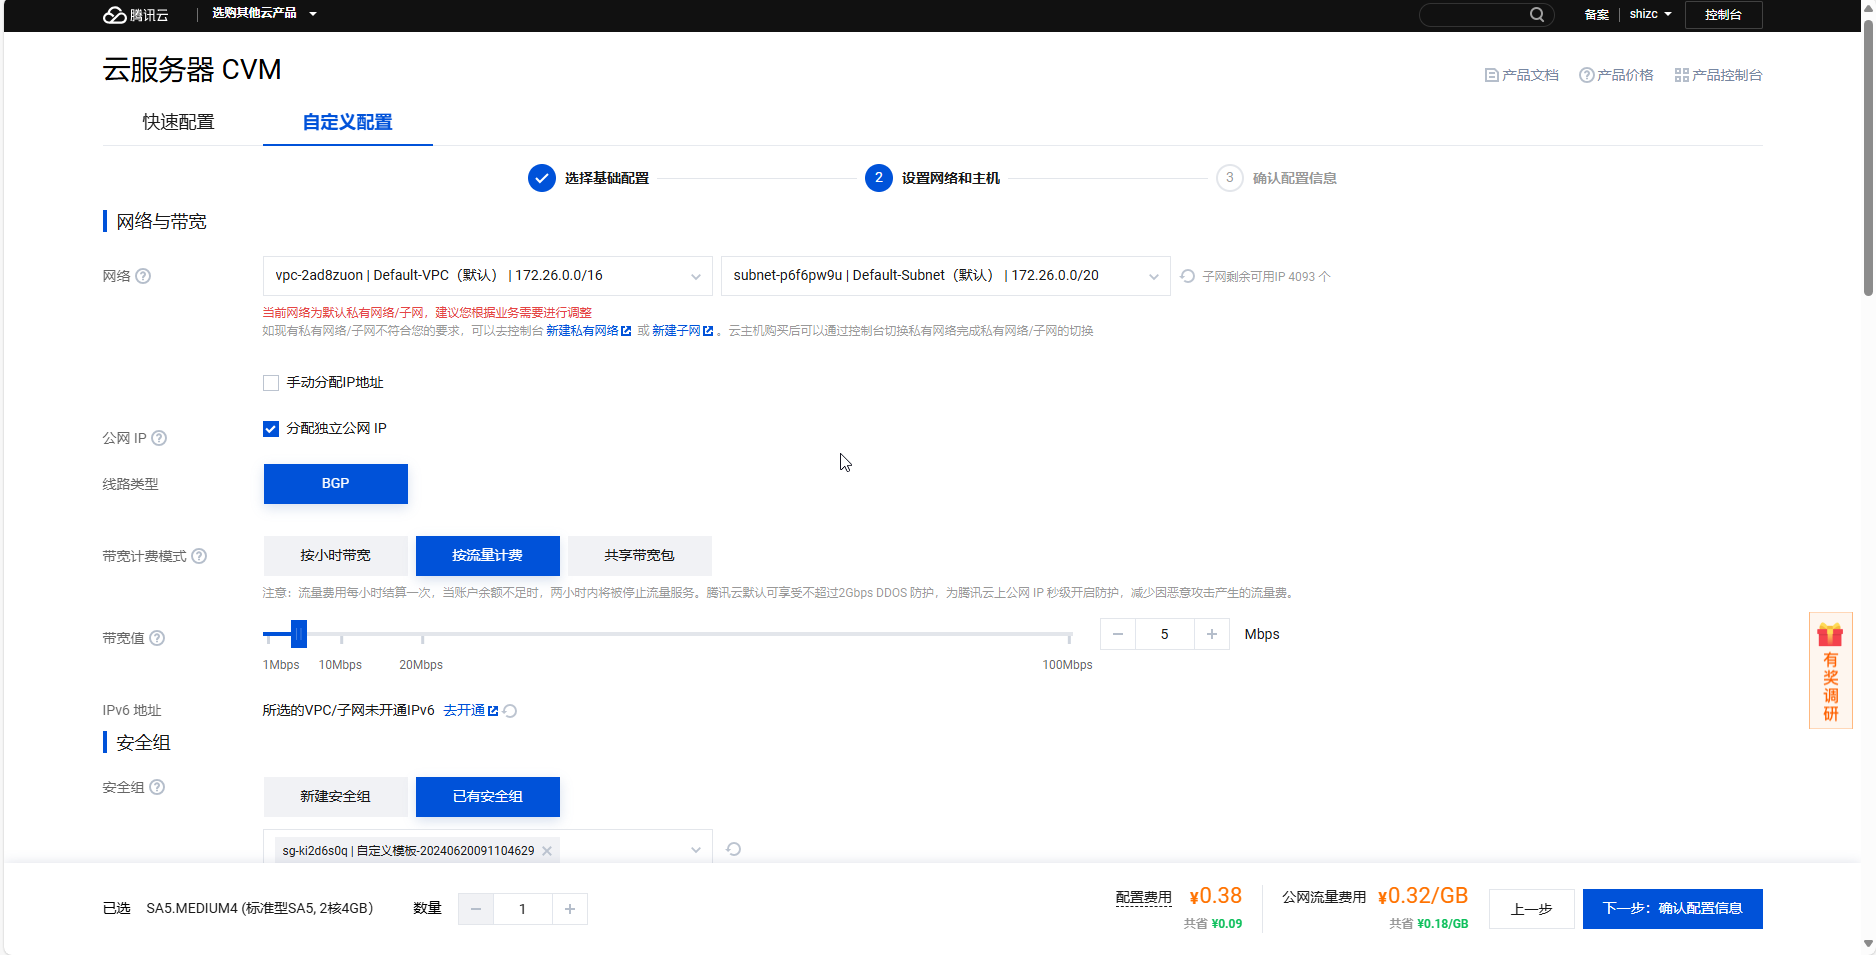 腾讯云 选购其他云产品 备案 shizc 控制台
云服务器 CVM
产品文档 产品价格 产品控制台
快速配置 自定义配置
选择基础配置 2 设置网络和主机 3 确认配置信息
网络与带宽
网络 vpc-2ad8zuon | Default-VPC（默认） | 172.26.0.0/16 subnet-p6f6pw9u | Default-Subnet（默认） | 172.26.0.0/20 子网剩余可用IP 4093 个
当前网络为默认私有网络/子网，建议您根据业务需要进行调整
如现有私有网络/子网不符合您的要求，可以去控制台 新建私有网络 或 新建子网 。云主机购买后可以通过控制台切换私有网络完成私有网络/子网的切换
手动分配IP地址
公网 IP 分配独立公网 IP
线路类型 BGP
带宽计费模式 按小时带宽 按流量计费 共享带宽包
注意：流量费用每小时结算一次，当账户余额不足时，两小时内将被停止流量服务。腾讯云默认可享受不超过2Gbps DDOS 防护，为腾讯云上公网 IP 秒级开启防护，减少因恶意攻击产生的流量费。
带宽值 5 Mbps
1Mbps 10Mbps 20Mbps 100Mbps
有奖调研
IPv6 地址 所选的VPC/子网未开通IPv6 去开通
安全组
安全组 新建安全组 已有安全组
sg-ki2d6s0q | 自定义模板-20240620091104629
已选 SA5.MEDIUM4 (标准型SA5, 2核4GB) 数量 1 配置费用 ¥0.38 公网流量费用 ¥0.32/GB 上一步 下一步：确认配置信息
共省 ¥0.09 共省 ¥0.18/GB